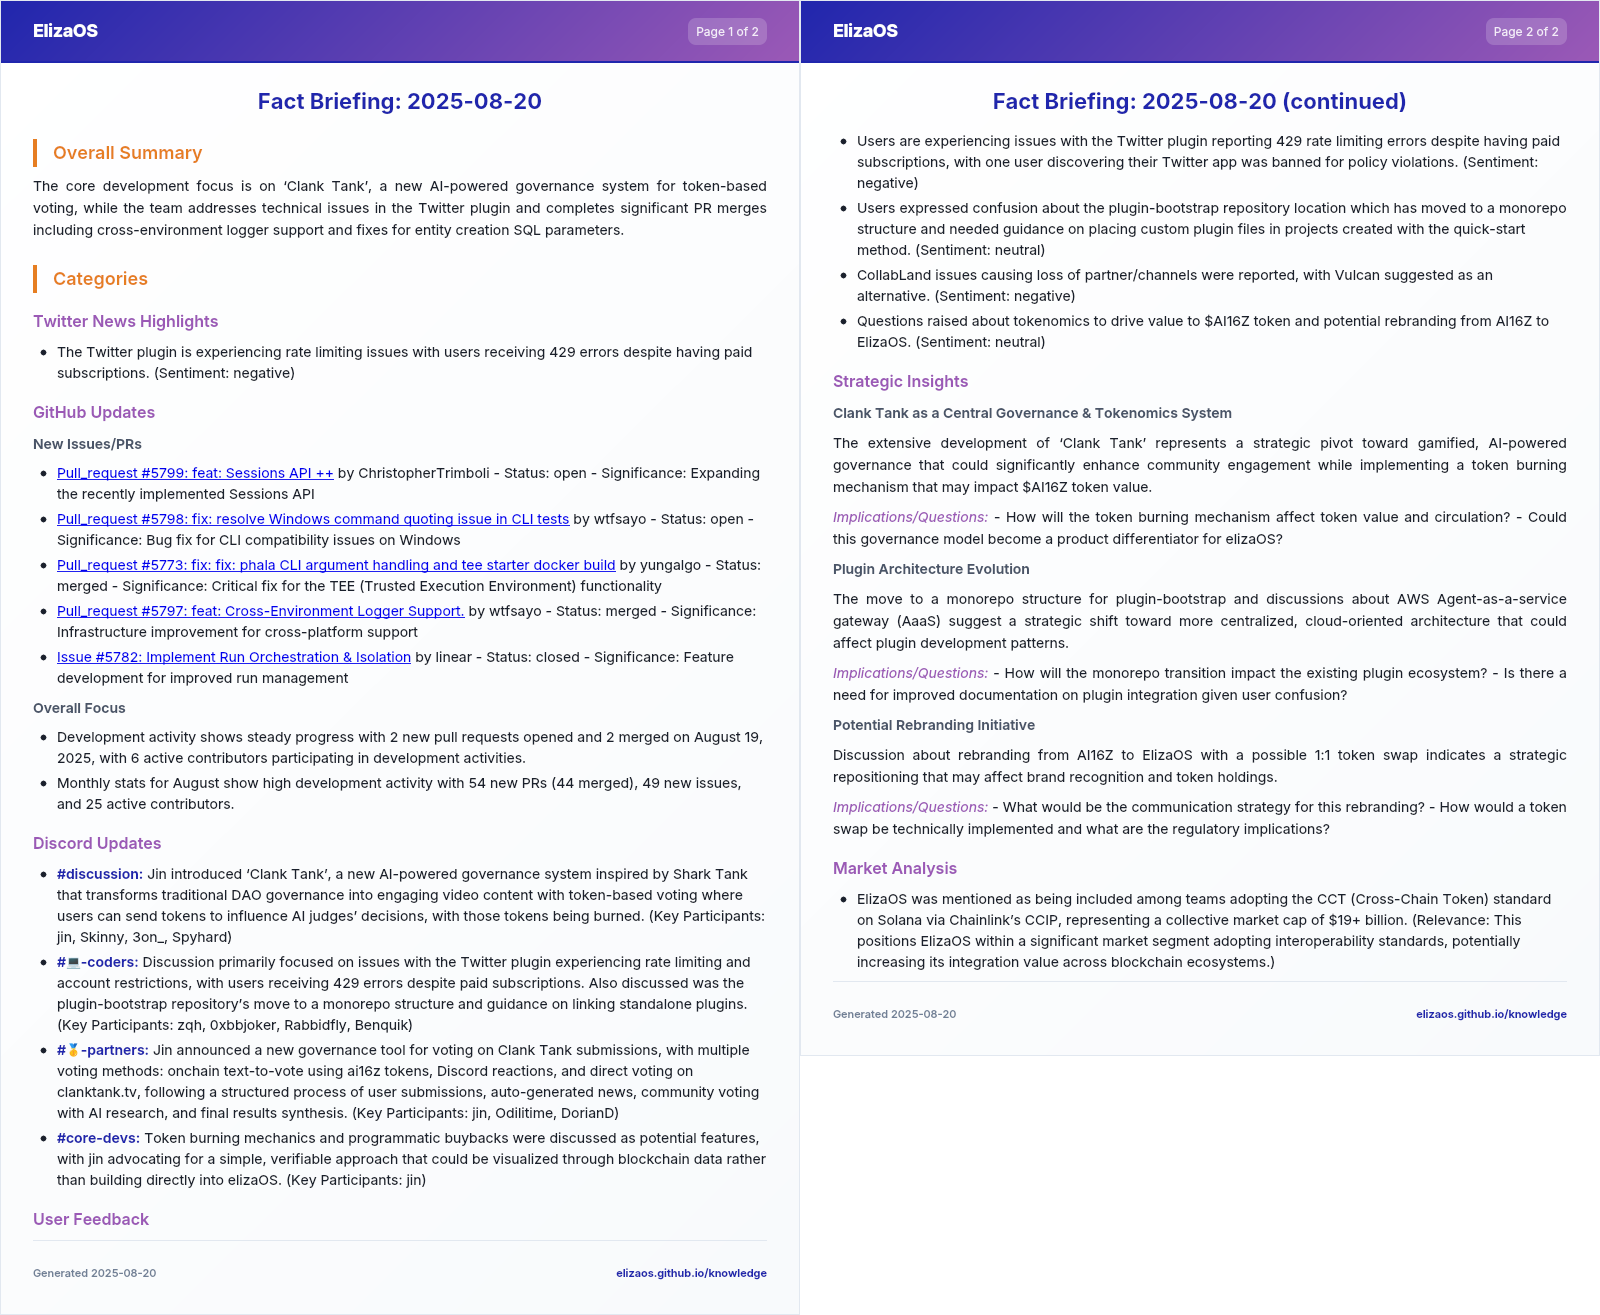 ElizaOS
Page 1 of 2
Fact Briefing: 2025-08-20
Overall Summary
The core development focus is on ‘Clank Tank’, a new AI-powered governance system for token-based
voting, while the team addresses technical issues in the Twitter plugin and completes significant PR merges
including cross-environment logger support and fixes for entity creation SQL parameters.
Categories
Twitter News Highlights
• The Twitter plugin is experiencing rate limiting issues with users receiving 429 errors despite having paid
subscriptions. (Sentiment: negative)
GitHub Updates
New Issues/PRs
• Pull_request #5799: feat: Sessions API ++ by ChristopherTrimboli - Status: open - Significance: Expanding
the recently implemented Sessions API
• Pull_request #5798: fix: resolve Windows command quoting issue in CLI tests by wtfsayo - Status: open -
Significance: Bug fix for CLI compatibility issues on Windows
• Pull_request #5773: fix: fix: phala CLI argument handling and tee starter docker build by yungalgo - Status:
merged - Significance: Critical fix for the TEE (Trusted Execution Environment) functionality
• Pull_request #5797: feat: Cross-Environment Logger Support. by wtfsayo - Status: merged - Significance:
Infrastructure improvement for cross-platform support
• Issue #5782: Implement Run Orchestration & Isolation by linear - Status: closed - Significance: Feature
development for improved run management
Overall Focus
• Development activity shows steady progress with 2 new pull requests opened and 2 merged on August 19,
2025, with 6 active contributors participating in development activities.
• Monthly stats for August show high development activity with 54 new PRs (44 merged), 49 new issues,
and 25 active contributors.
Discord Updates
• #discussion: Jin introduced ‘Clank Tank’, a new AI-powered governance system inspired by Shark Tank
that transforms traditional DAO governance into engaging video content with token-based voting where
users can send tokens to influence AI judges’ decisions, with those tokens being burned. (Key Participants:
jin, Skinny, 3on_, Spyhard)
• #💻-coders: Discussion primarily focused on issues with the Twitter plugin experiencing rate limiting and
account restrictions, with users receiving 429 errors despite paid subscriptions. Also discussed was the
plugin-bootstrap repository’s move to a monorepo structure and guidance on linking standalone plugins.
(Key Participants: zqh, 0xbbjoker, Rabbidfly, Benquik)
• #🥇-partners: Jin announced a new governance tool for voting on Clank Tank submissions, with multiple
voting methods: onchain text-to-vote using ai16z tokens, Discord reactions, and direct voting on
clanktank.tv, following a structured process of user submissions, auto-generated news, community voting
with AI research, and final results synthesis. (Key Participants: jin, Odilitime, DorianD)
• #core-devs: Token burning mechanics and programmatic buybacks were discussed as potential features,
with jin advocating for a simple, verifiable approach that could be visualized through blockchain data rather
than building directly into elizaOS. (Key Participants: jin)
User Feedback
Generated 2025-08-20
elizaos.github.io/knowledge
ElizaOS
Page 2 of 2
Fact Briefing: 2025-08-20 (continued)
• Users are experiencing issues with the Twitter plugin reporting 429 rate limiting errors despite having paid
subscriptions, with one user discovering their Twitter app was banned for policy violations. (Sentiment:
negative)
• Users expressed confusion about the plugin-bootstrap repository location which has moved to a monorepo
structure and needed guidance on placing custom plugin files in projects created with the quick-start
method. (Sentiment: neutral)
• CollabLand issues causing loss of partner/channels were reported, with Vulcan suggested as an
alternative. (Sentiment: negative)
• Questions raised about tokenomics to drive value to $AI16Z token and potential rebranding from AI16Z to
ElizaOS. (Sentiment: neutral)
Strategic Insights
Clank Tank as a Central Governance & Tokenomics System
The extensive development of ‘Clank Tank’ represents a strategic pivot toward gamified, AI-powered
governance that could significantly enhance community engagement while implementing a token burning
mechanism that may impact $AI16Z token value.
Implications/Questions: - How will the token burning mechanism affect token value and circulation? - Could
this governance model become a product differentiator for elizaOS?
Plugin Architecture Evolution
The move to a monorepo structure for plugin-bootstrap and discussions about AWS Agent-as-a-service
gateway (AaaS) suggest a strategic shift toward more centralized, cloud-oriented architecture that could
affect plugin development patterns.
Implications/Questions: - How will the monorepo transition impact the existing plugin ecosystem? - Is there a
need for improved documentation on plugin integration given user confusion?
Potential Rebranding Initiative
Discussion about rebranding from AI16Z to ElizaOS with a possible 1:1 token swap indicates a strategic
repositioning that may affect brand recognition and token holdings.
Implications/Questions: - What would be the communication strategy for this rebranding? - How would a token
swap be technically implemented and what are the regulatory implications?
Market Analysis
• ElizaOS was mentioned as being included among teams adopting the CCT (Cross-Chain Token) standard
on Solana via Chainlink’s CCIP, representing a collective market cap of $19+ billion. (Relevance: This
positions ElizaOS within a significant market segment adopting interoperability standards, potentially
increasing its integration value across blockchain ecosystems.)
Generated 2025-08-20
elizaos.github.io/knowledge